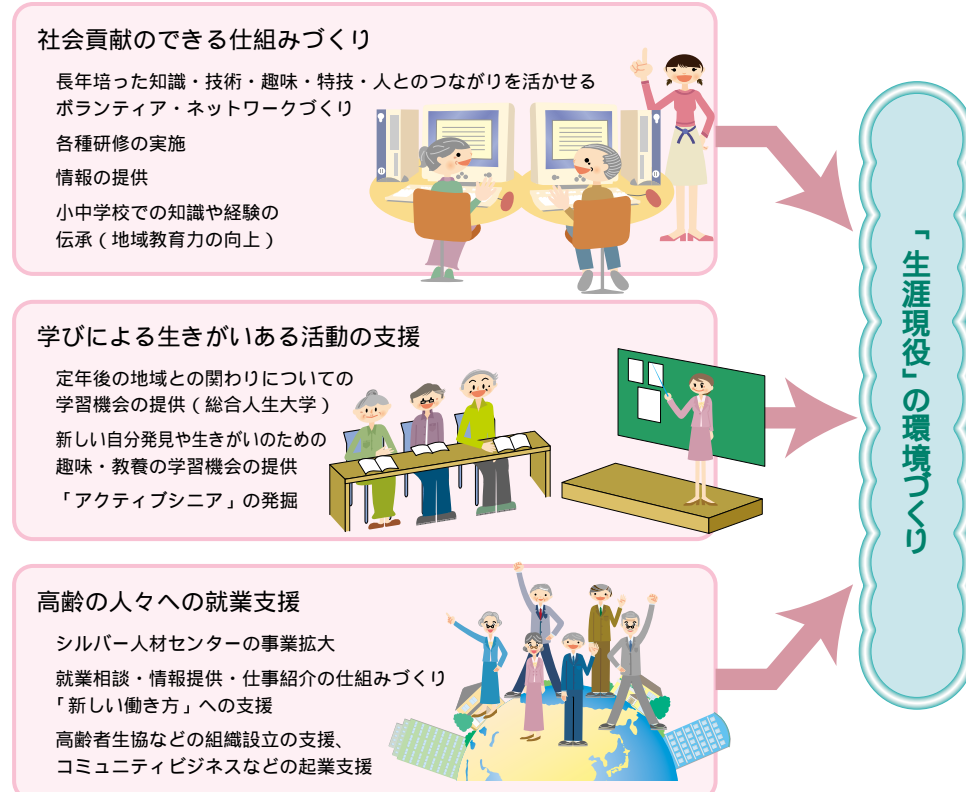 社会貢献のできる仕組みづくり
長年培った知識・技術・趣味・特技・人とのつながりを活かせる
ボランティア・ネットワークづくり
各種研修の実施
情報の提供
小中学校での知識や経験の
伝承(地域教育力の向上)
学びによる生きがいある活動の支援
定年後の地域との関わりについての
学習機会の提供(総合人生大学)
新しい自分発見や生きがいのための
趣味・教養の学習機会の提供
「アクティブシニア」の発掘
高齢の人々への就業支援
シルバー人材センターの事業拡大
就業相談・情報提供・仕事紹介の仕組みづくり
「新しい働き方」への支援
高齢者生協などの組織設立の支援、
コミュニティビジネスなどの起業支援
「生涯現役」の環境づくり